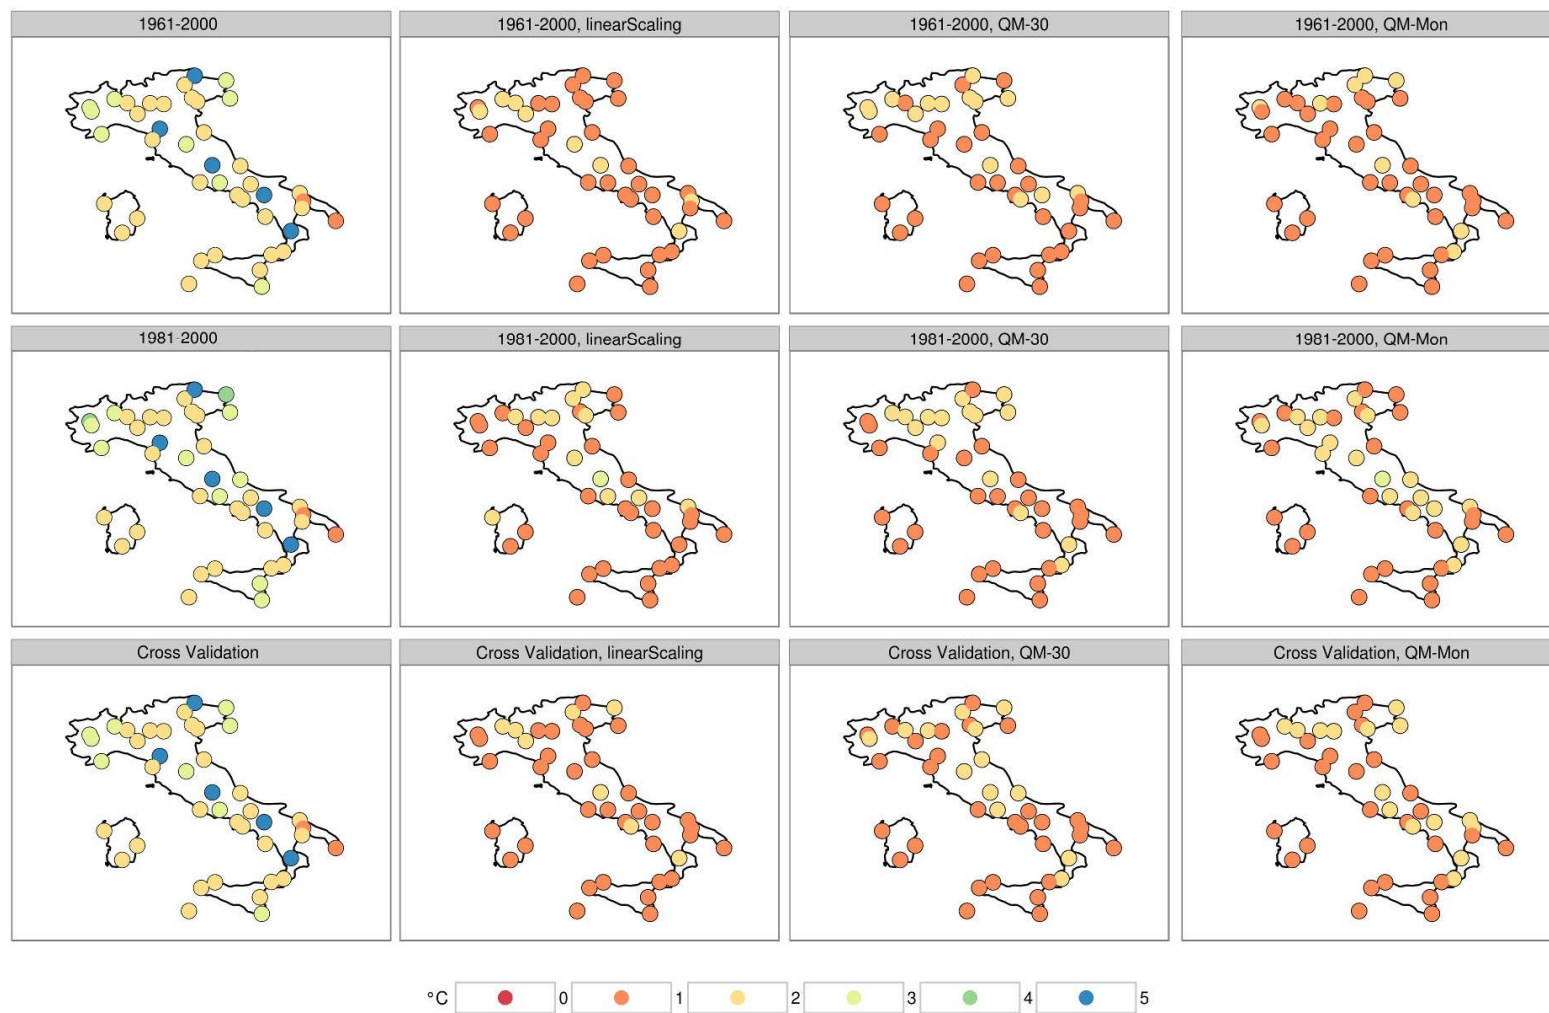 1961-2000
1961-2000, linearScaling
1961-2000, QM-30
1961-2000, QM-Mon
1981-2000
1981-2000, linearScaling
1981-2000, QM-30
1981-2000, QM-Mon
Cross Validation
Cross Validation, linearScaling
Cross Validation, QM-30
Cross Validation, QM-Mon
°C 0 1 2 3 4 5